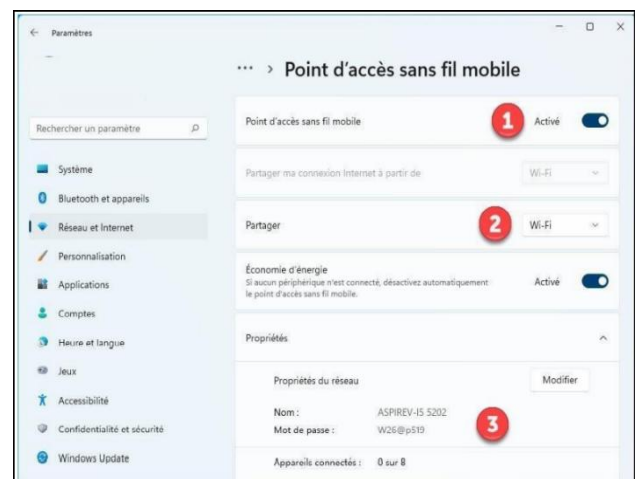 Paramètres
··· > Point d'accès sans fil mobile
Rechercher un paramètre
Système
Bluetooth et appareils
Réseau et Internet
Personnalisation
Applications
Comptes
Heure et langue
Jeux
Accessibilité
Confidentialité et sécurité
Windows Update
Point d'accès sans fil mobile 1 Activé
Partager ma connexion Internet à partir de Wi-Fi
Partager 2 Wi-Fi
Économie d'énergie
Si aucun périphérique n'est connecté, désactivez automatiquement
le point d'accès sans fil mobile.
Activé
Propriétés
Propriétés du réseau Modifier
Nom : ASPIREV-I5 5202
Mot de passe : W26@p519
3
Appareils connectés : 0 sur 8